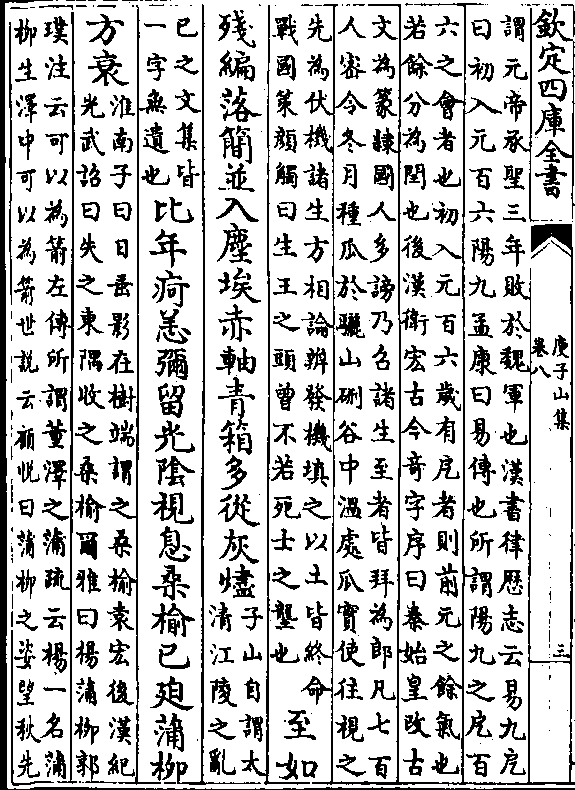 欽定四庫全書
庾子山集
卷八
三
謂元帝承聖三年敗於魏軍也漢書律歷志云易九戹
曰初入元百六陽九孟康曰易傳也所謂陽九之戹百
六之會者也初入元百六歲有戹者則前元之餘氣也
若餘分為閏也後漢衛宏古今奇字序曰秦始皇改古
文為篆隸國人多謗乃召諸生至者皆拜為郎凡七百
人密令冬月種瓜於驪山硎谷中溫處瓜實使往視之
先為伏機諸生方相論辨發機填之以土皆終命
戰國策顔觸曰生王之頭曾不若死士之壟也
至如
殘編落簡並入塵埃赤軸青箱多從灰燼
子山自謂太
清江陵之亂
已之文集皆
一字無遺也
比年痾恙彌留光陰視息桑榆已廹蒲柳
方衰
淮南子曰日垂影在樹端謂之桑榆袁宏後漢紀
光武詔曰失之東隅收之桑榆爾雅曰楊蒲柳郭
璞注云可以為箭左傳所謂董澤之蒲疏云楊一名蒲
柳生澤中可以為箭世説云顧悅曰蒲柳之姿望秋先